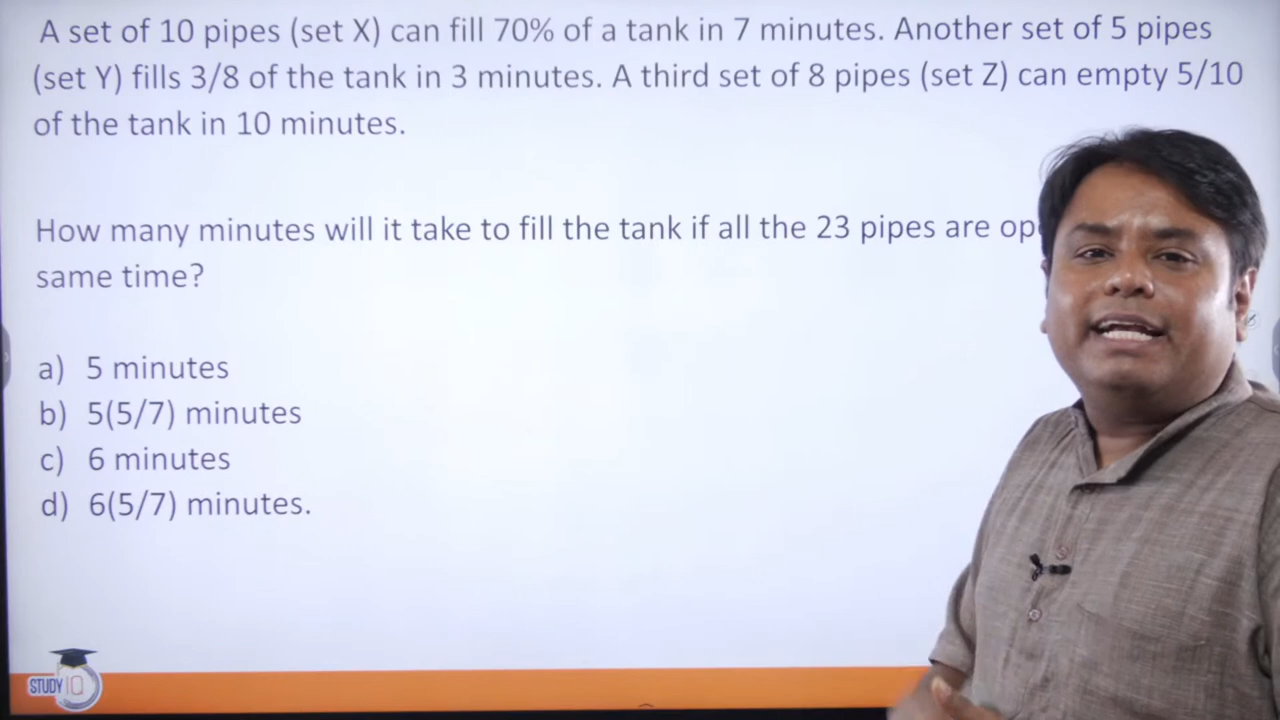 A set of 10 pipes (set X) can fill 70% of a tank in 7 minutes. Another set of 5 pipes
(set Y) fills 3/8 of the tank in 3 minutes. A third set of 8 pipes (set Z) can empty 5/10
of the tank in 10 minutes.
How many minutes will it take to fill the tank if all the 23 pipes are op
same time?
a) 5 minutes
b) 5(5/7) minutes
c) 6 minutes
d) 6(5/7) minutes.
STUDY IQ